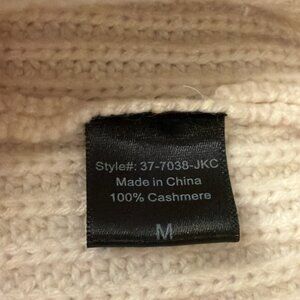 Style#: 37-7038-JKC
Made in China
100% Cashmere
M